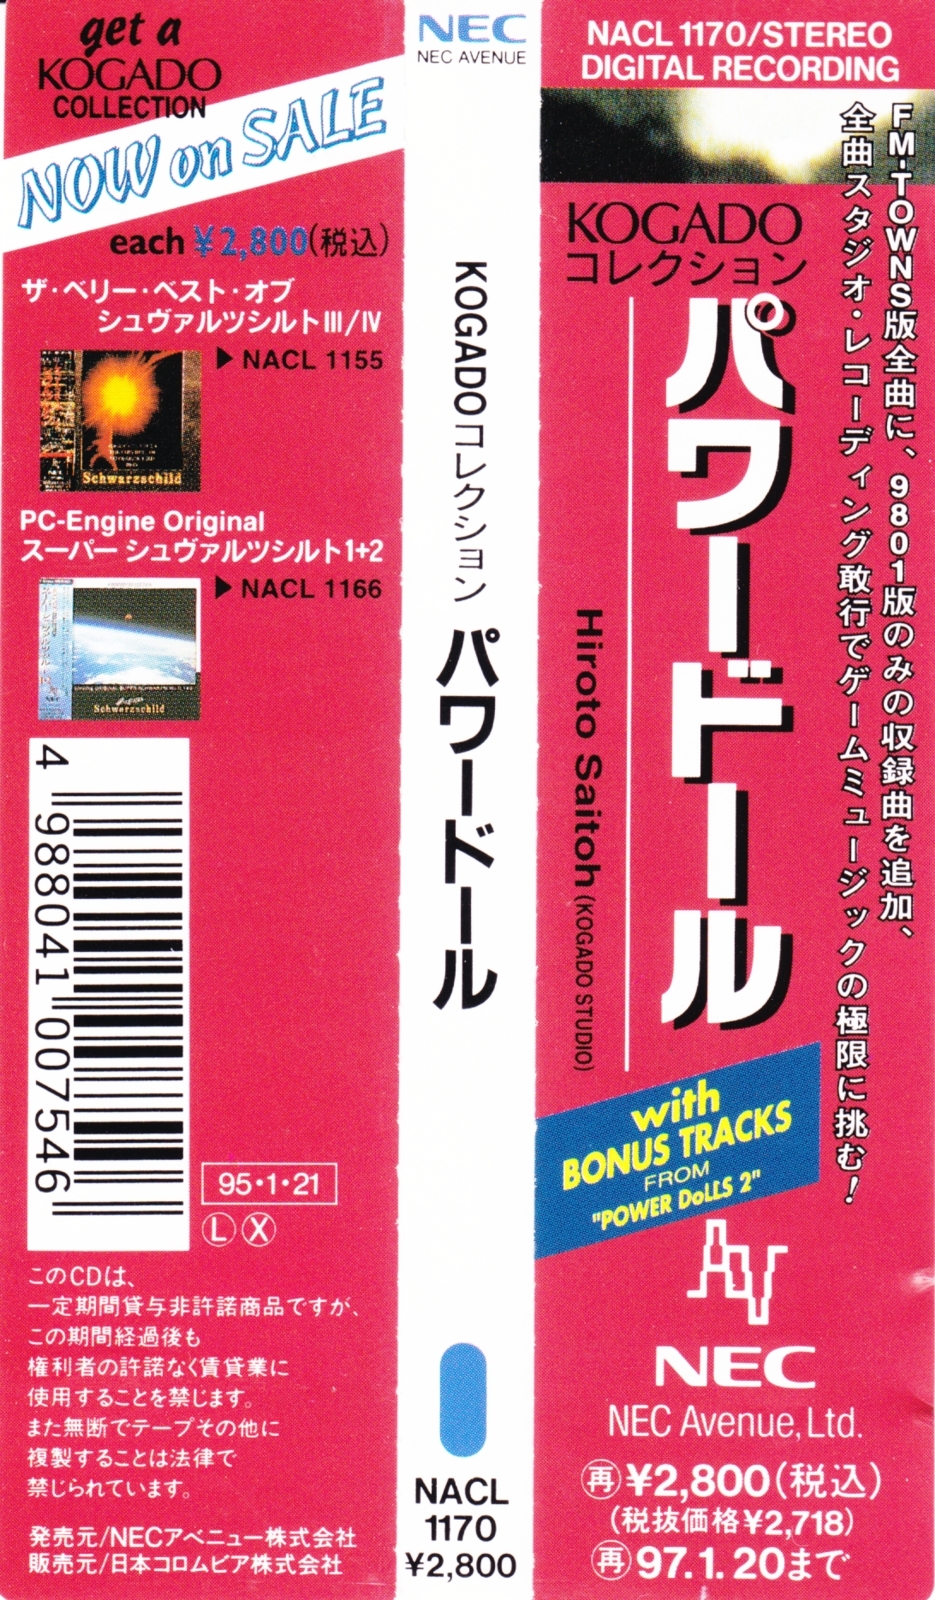 get a
KOGADO
COLLECTION
NOW on SALE
each ¥2,800(税込)
ザ・ベリー・ベスト・オブ
シュヴァルツシルトIII/IV
▶NACL 1155
Schwarzschild
PC-Engine Original
スーパー シュヴァルツシルト1+2
▶NACL 1166
Schwarzschild
4 988041 007546
95・1・21
Ⓛ Ⓧ
このCDは、
一定期間貸与非許諾商品ですが、
この期間経過後も
権利者の許諾なく賃貸業に
使用することを禁じます。
また無断でテープその他に
複製することは法律で
禁じられています。
発売元/NECアベニュー株式会社
販売元/日本コロムビア株式会社
NEC
NEC AVENUE
KOGADOコレクション パワードール
NACL
1170
¥2,800
NACL 1170/STEREO
DIGITAL RECORDING
FM-TOWNS版全曲に、9801版のみの収録曲を追加、
全曲スタジオ・レコーディング敢行でゲームミュージックの極限に挑む!
KOGADO
コレクション
パワードール
Hiroto Saitoh (KOGADO STUDIO)
with
BONUS TRACKS
FROM
"POWER DoLLS 2"
NEC
NEC Avenue, Ltd.
再 ¥2,800(税込)
(税抜価格¥2,718)
再 97.1.20まで